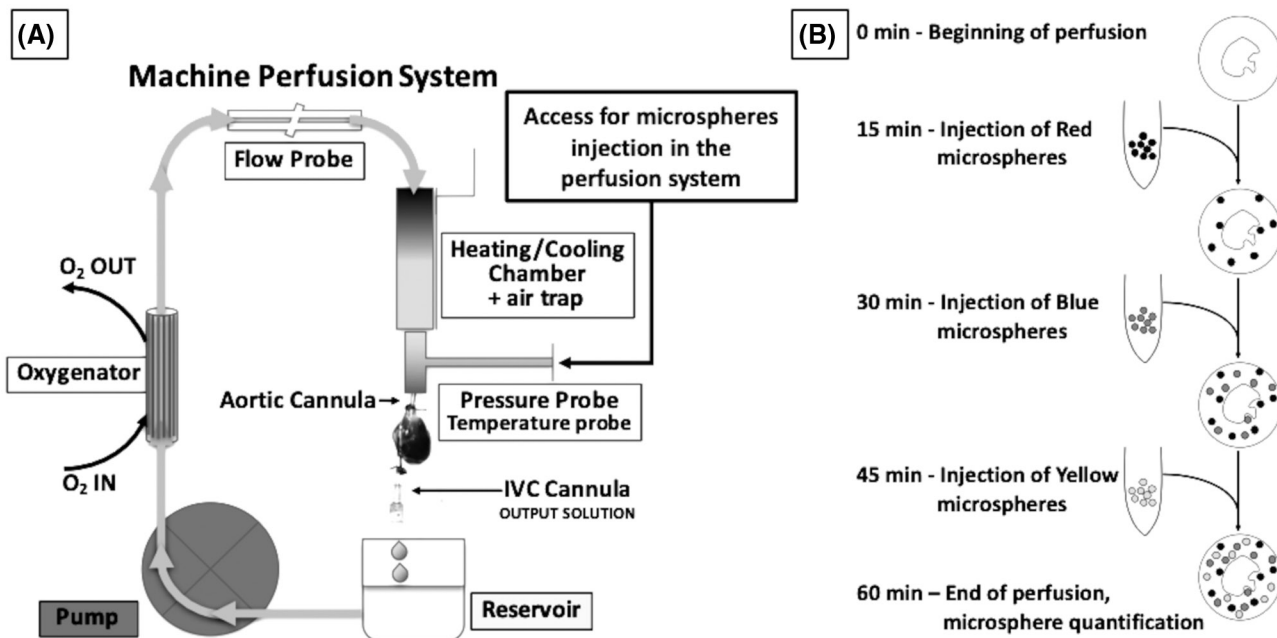 (A)
Machine Perfusion System
Flow Probe
Access for microspheres
injection in the
perfusion system
Heating/Cooling
Chamber
+ air trap
O₂ OUT
Oxygenator
O₂ IN
Aortic Cannula
Pressure Probe
Temperature probe
IVC Cannula
OUTPUT SOLUTION
Pump
Reservoir
(B)
0 min - Beginning of perfusion
15 min - Injection of Red
microspheres
30 min - Injection of Blue
microspheres
45 min - Injection of Yellow
microspheres
60 min – End of perfusion,
microsphere quantification